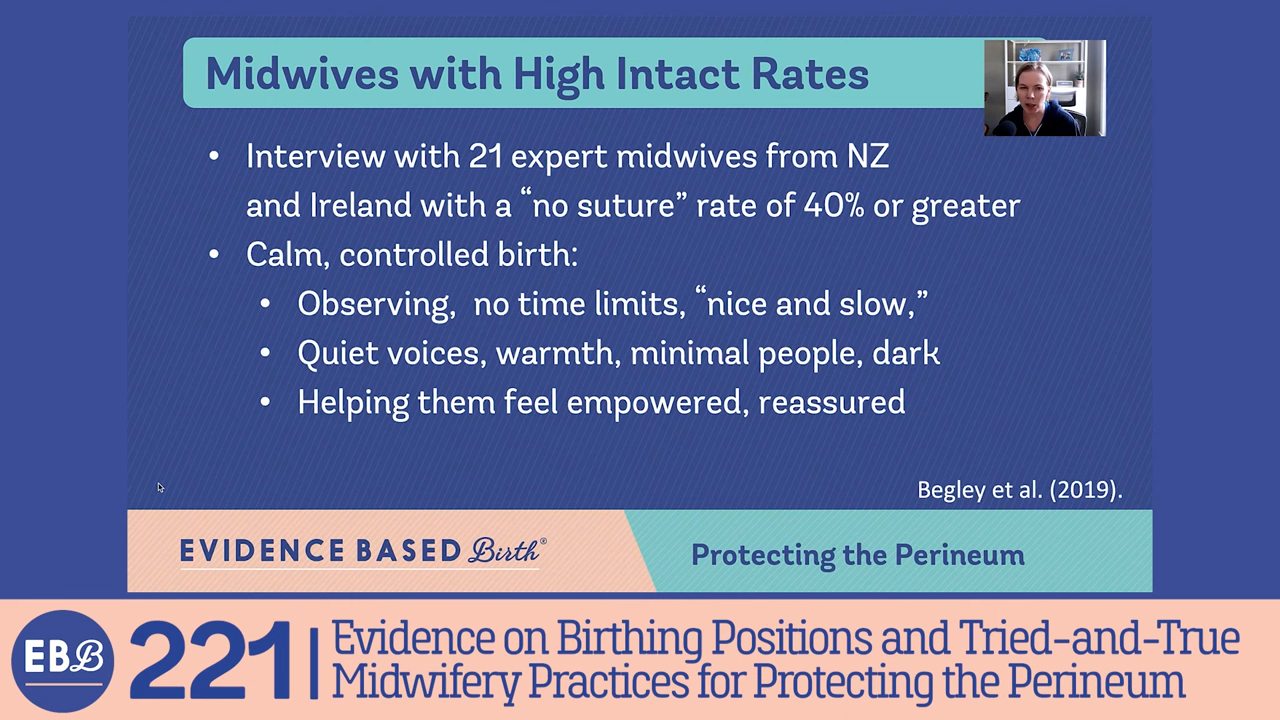 Midwives with High Intact Rates
• Interview with 21 expert midwives from NZ
and Ireland with a “no suture” rate of 40% or greater
• Calm, controlled birth:
• Observing,  no time limits, “nice and slow,”
• Quiet voices, warmth, minimal people, dark
• Helping them feel empowered, reassured
Begley et al. (2019).
EVIDENCE BASED Birth®
Protecting the Perineum
EBB
221
Evidence on Birthing Positions and Tried-and-True
Midwifery Practices for Protecting the Perineum